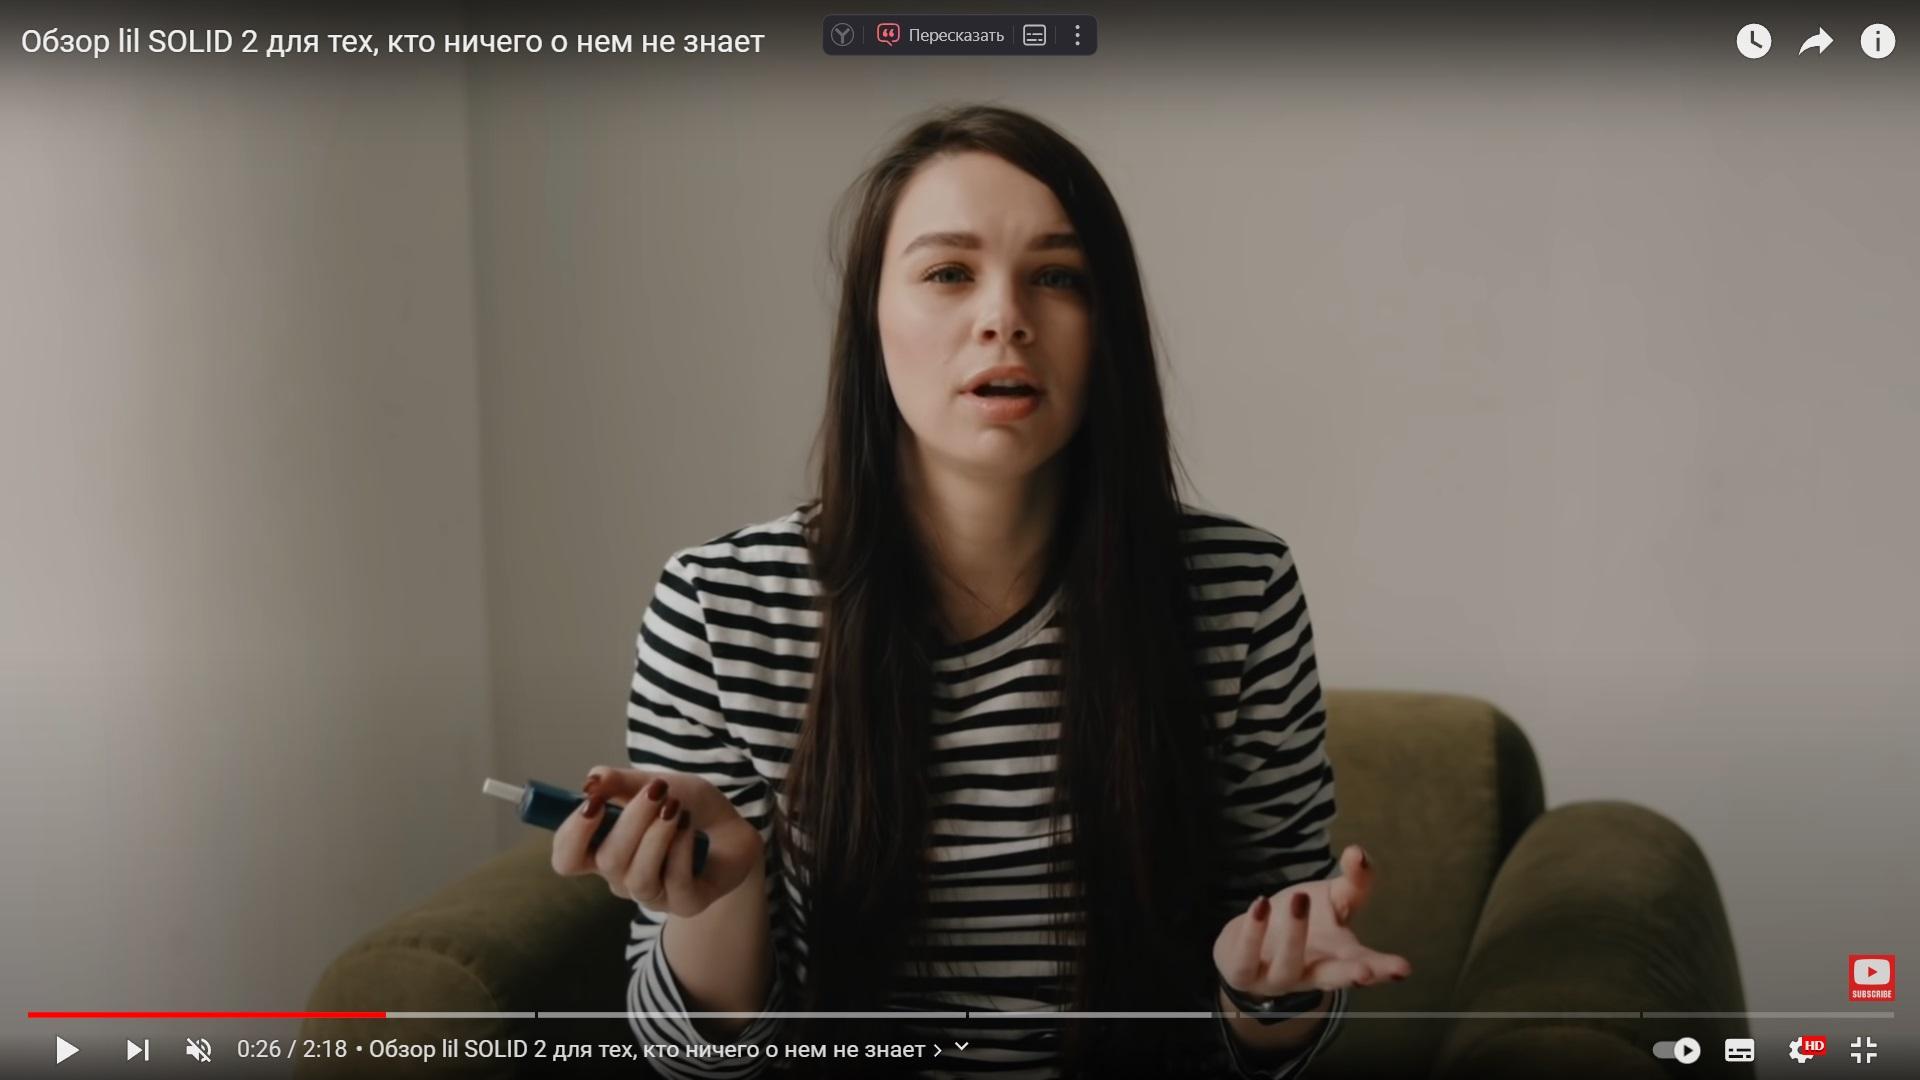 Обзор lil SOLID 2 для тех, кто ничего о нем не знает
Пересказать
SUBSCRIBE
0:26 / 2:18 • Обзор lil SOLID 2 для тех, кто ничего о нем не знает
HD